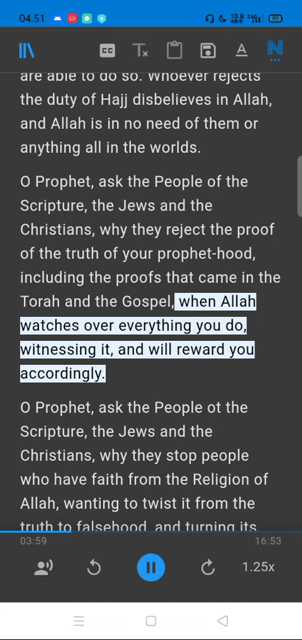 04.51
CC
are able to do so. Whoever rejects
the duty of Hajj disbelieves in Allah,
and Allah is in no need of them or
anything all in the worlds.
O Prophet, ask the People of the
Scripture, the Jews and the
Christians, why they reject the proof
of the truth of your prophet-hood,
including the proofs that came in the
Torah and the Gospel, when Allah
watches over everything you do,
witnessing it, and will reward you
accordingly.
O Prophet, ask the People ot the
Scripture, the Jews and the
Christians, why they stop people
who have faith from the Religion of
Allah, wanting to twist it from the
truth to falsehood, and turning its
03:59
16:53
1.25x